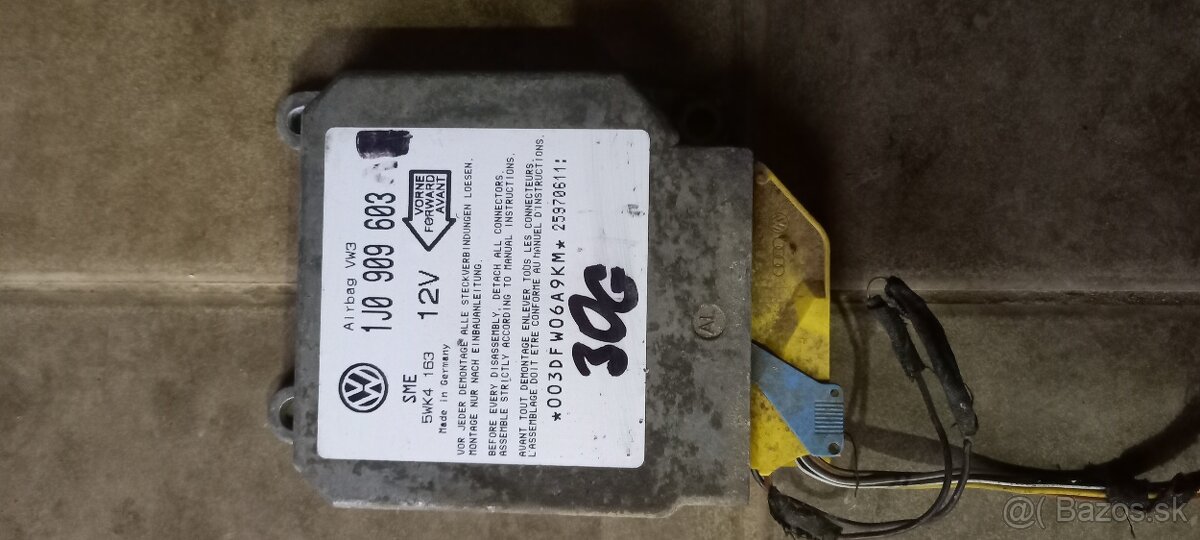 Airbag VW3
1J0 909 603
VORNE
FORWARD
AVANT
12V
SME
5WK4 163
Made in Germany
VOR JEDER DEMONTAGE ALLE STECKVERBINDUNGEN LOESEN.
MONTAGE NUR NACH EINBAUANLEITUNG.
BEFORE EVERY DISASSEMBLY, DETACH ALL CONNECTORS.
ASSEMBLE STRICTLY ACCORDING TO MANUAL INSTRUCTIONS.
AVANT TOUT DEMONTAGE ENLEVER TOUS LES CONNECTEURS.
L'ASSEMBLAGE DOIT ETRE CONFORME AU MANUEL D'INSTRUCTIONS.
*003DFW06A9KM* 25970611:
AI
Bazos.sk